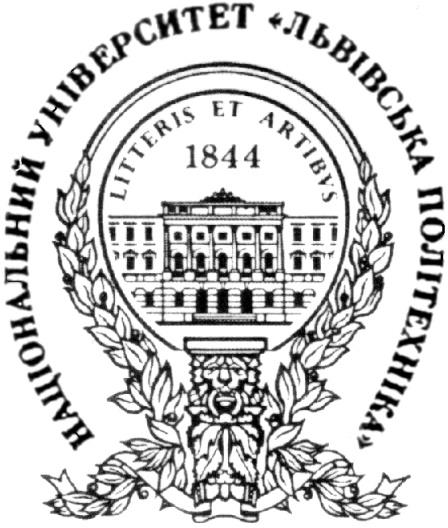 НАЦІОНАЛЬНИЙ УНІВЕРСИТЕТ «ЛЬВІВСЬКА ПОЛІТЕХНІКА»
LITTERIS ET ARTIBVS
1844